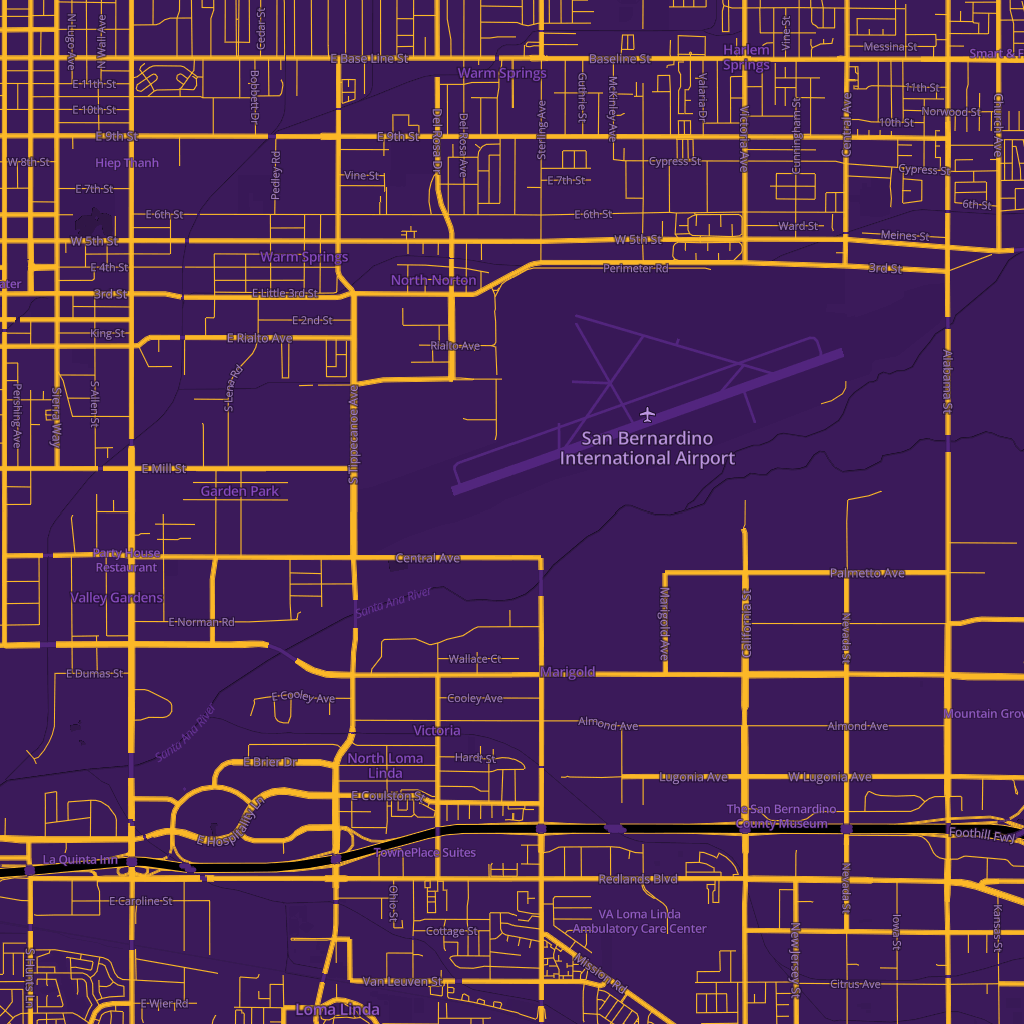 N Lugo Ave
N Wall Ave
Cedar St
Vine St
Messina St
Harlem
Springs
E Base Line St
Baseline St
Warm Springs
E 11th St
Bobbett Dr
Guthrie St
McKinley Ave
Valaria Dr
11th St
E 10th St
Norwood St
10th St
Del Rosa Dr
Del Rosa Ave
Sterling Ave
Victoria Ave
Cunningham St
Central Ave
Church Ave
E 9th St
E 9th St
W 8th St
Hiep Thanh
Pedley Rd
Vine St
Cypress St
Cypress St
E 7th St
E 7th St
6th St
E 6th St
E 6th St
Ward St
Meines St
W 5th St
W 5th St
Warm Springs
E 4th St
Perimeter Rd
3rd St
North Norton
3rd St
E Little 3rd St
E 2nd St
King St
E Rialto Ave
Rialto Ave
Alabama St
Pershing Ave
Sierra Way
S Allen St
S Lena Rd
S Tippecanoe Ave
San Bernardino
International Airport
E Mill St
Garden Park
Party House
Restaurant
Central Ave
Palmetto Ave
Valley Gardens
Santa Ana River
Marigold Ave
California St
Nevada St
E Norman Rd
Wallace Ct
Marigold
E Dumas St
E Cooley Ave
Cooley Ave
Mountain Grov
Almond Ave
Almond Ave
Santa Ana River
Victoria
North Loma
Linda
Hardt St
E Brier Dr
Lugonia Ave
W Lugonia Ave
E Coulston St
The San Bernardino
County Museum
E Hospitality Ln
Foothill Fwy
La Quinta Inn
TownePlace Suites
Redlands Blvd
Nevada St
E Caroline St
Ohio St
VA Loma Linda
Ambulatory Care Center
Iowa St
Kansas St
Cottage St
New Jersey St
Mission Rd
Van Leuven St
Citrus Ave
E Wier Rd
Loma Linda